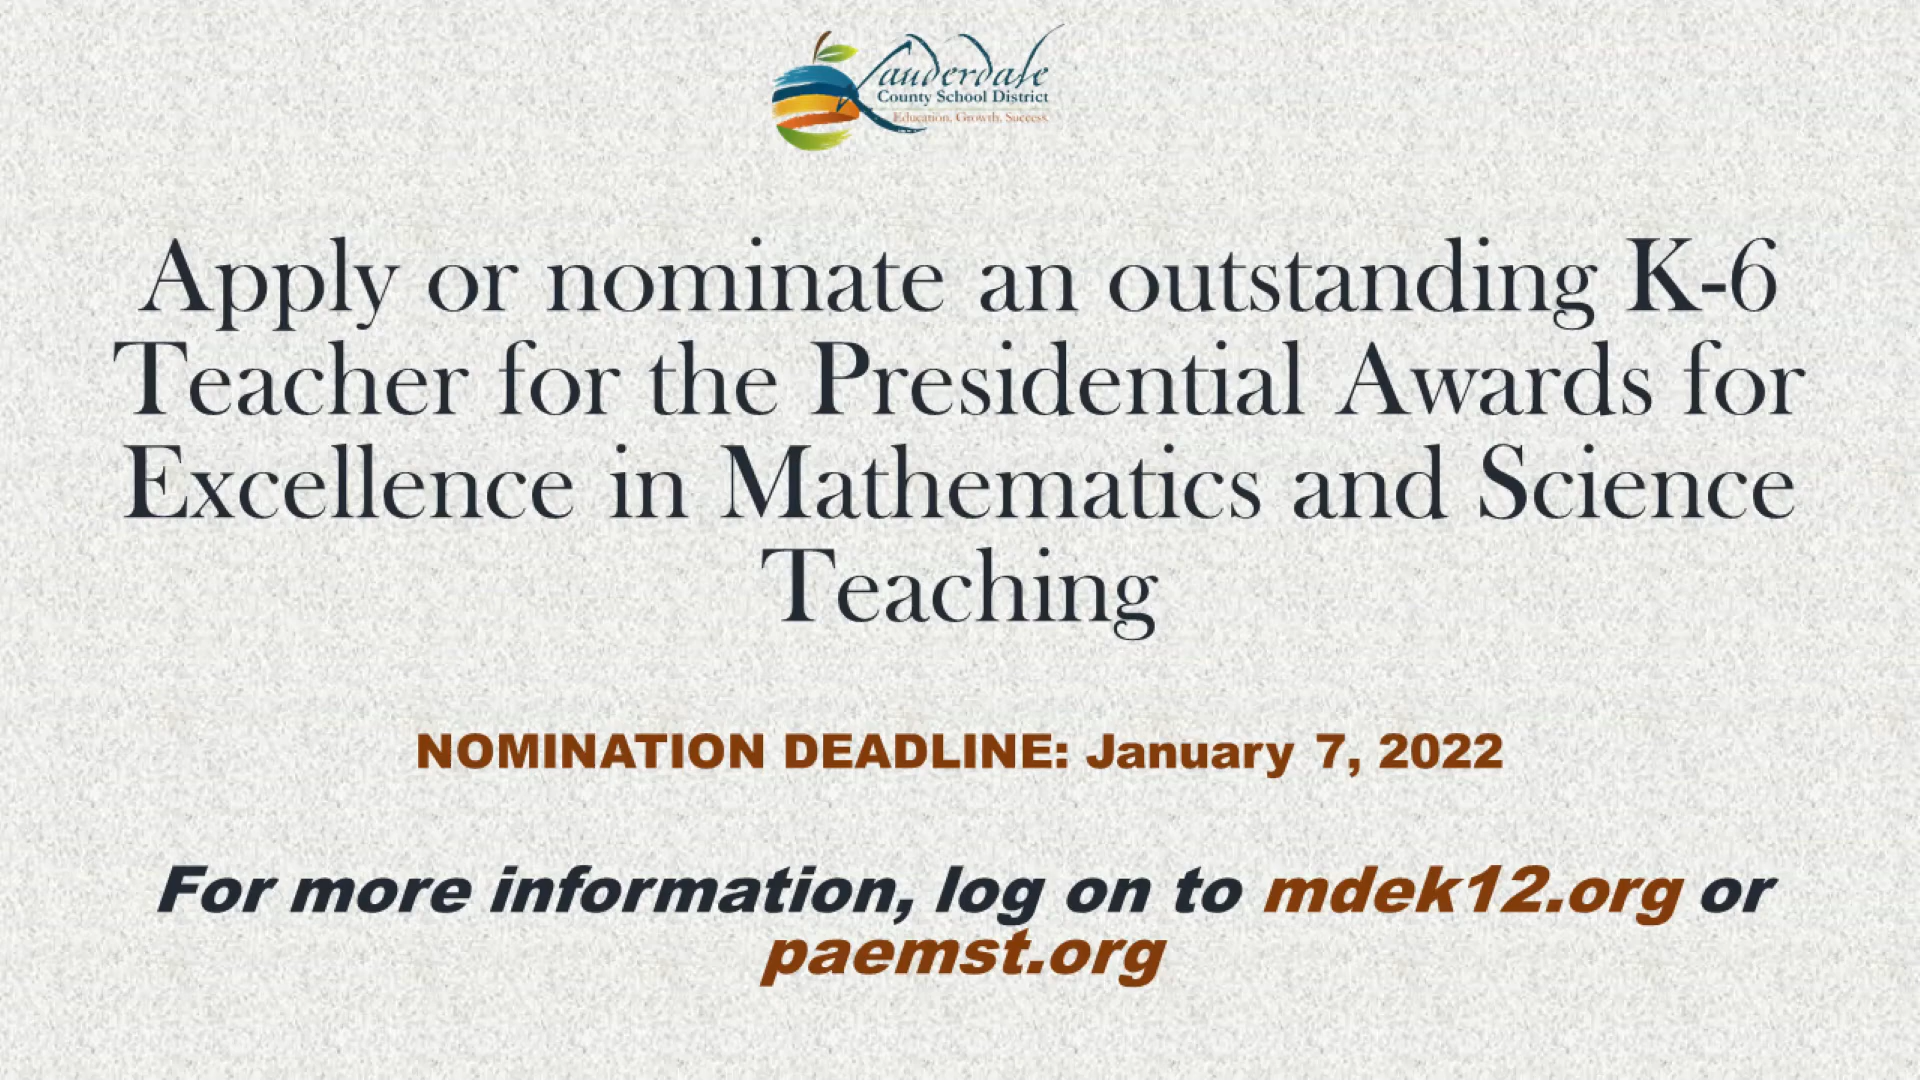 Lauderdale
County School District
Education. Growth. Success.
Apply or nominate an outstanding K-6
Teacher for the Presidential Awards for
Excellence in Mathematics and Science
Teaching
NOMINATION DEADLINE: January 7, 2022
For more information, log on to mdek12.org or
paemst.org